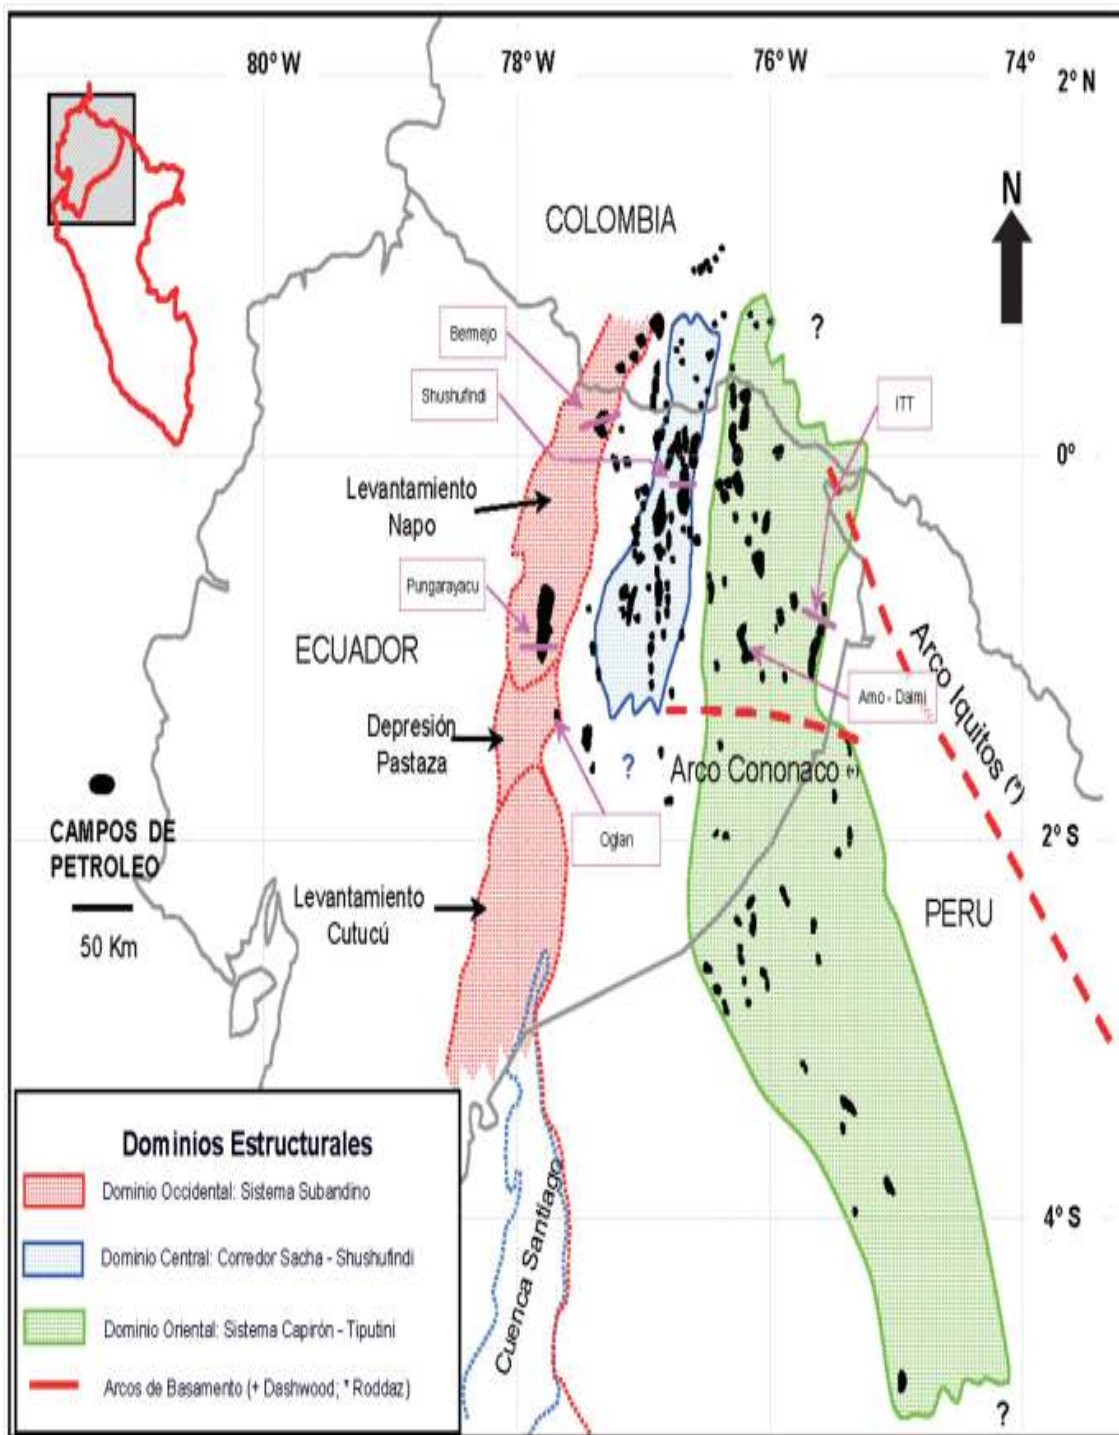 80° W
78° W
76° W
74°
2° N
N
COLOMBIA
?
Bermejo
Shushufindi
ITT
0°
Levantamiento
Napo
Pungarayacu
ECUADOR
Arco Iquitos (*)
Amo - Daimi
Depresión
Pastaza
?
Arco Cononaco (+)
CAMPOS DE
PETROLEO
Oglan
2° S
50 Km
Levantamiento
Cutucú
PERU
Dominios Estructurales
Dominio Occidental: Sistema Subandino
Dominio Central: Corredor Sacha - Shushufindi
Dominio Oriental: Sistema Capirón - Tiputini
Arcos de Basamento (+ Dashwood; * Roddaz)
Cuenca Santiago
4° S
?